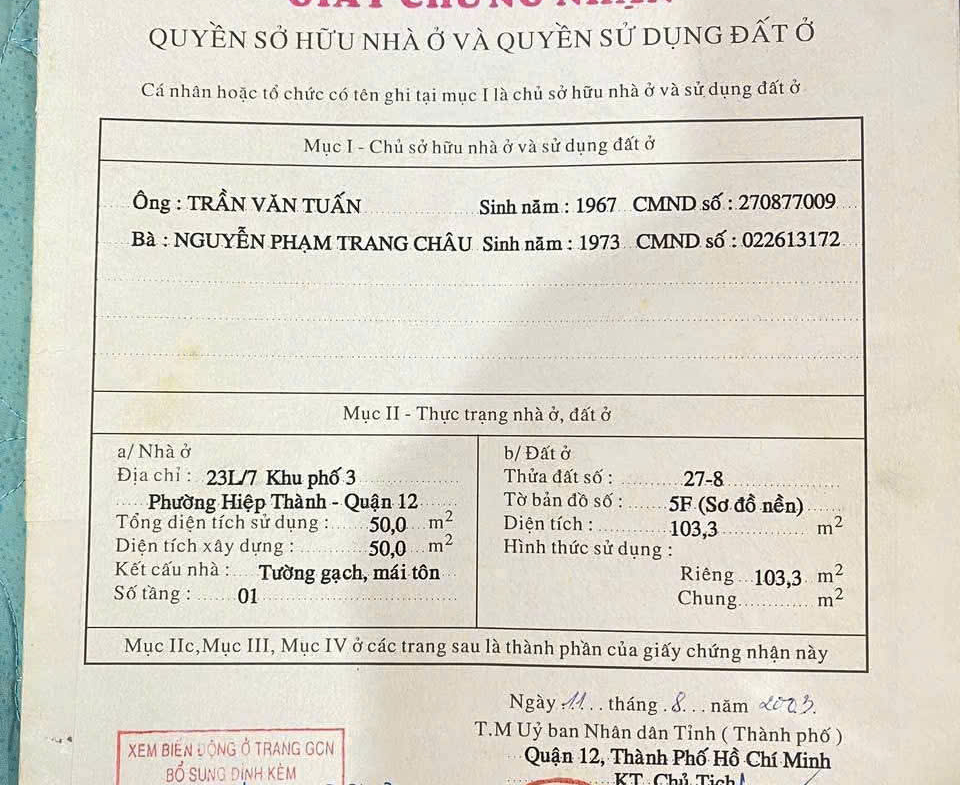 GIẤY CHỨNG NHẬN
QUYỀN SỞ HỮU NHÀ Ở VÀ QUYỀN SỬ DỤNG ĐẤT Ở
Cá nhân hoặc tổ chức có tên ghi tại mục I là chủ sở hữu nhà ở và sử dụng đất ở
Mục I - Chủ sở hữu nhà ở và sử dụng đất ở
Ông : TRẦN VĂN TUẤN Sinh năm : 1967 CMND số : 270877009
Bà : NGUYỄN PHẠM TRANG CHÂU Sinh năm : 1973 CMND số : 022613172
Mục II - Thực trạng nhà ở, đất ở
a/ Nhà ở
Địa chỉ : 23L/7 Khu phố 3
Phường Hiệp Thành - Quận 12
Tổng diện tích sử dụng : 50,0 m2
Diện tích xây dựng : 50,0 m2
Kết cấu nhà : Tường gạch, mái tôn
Số tầng : 01
b/ Đất ở
Thửa đất số : 27-8
Tờ bản đồ số : 5F (Sơ đồ nền)
Diện tích : 103,3 m2
Hình thức sử dụng :
Riêng 103,3 m2
Chung m2
Mục IIc, Mục III, Mục IV ở các trang sau là thành phần của giấy chứng nhận này
Ngày 11 tháng 8 năm 2003
T.M Uỷ ban Nhân dân Tỉnh ( Thành phố )
Quận 12, Thành Phố Hồ Chí Minh
KT. Chủ Tịch
XEM BIẾN ĐỘNG Ở TRANG GCN
BỔ SUNG ĐÍNH KÈM